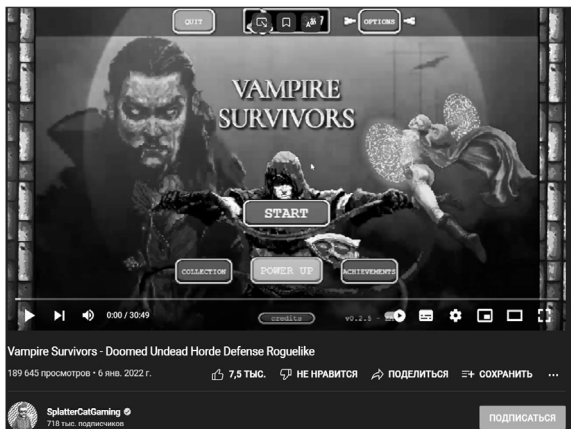 QUIT
OPTIONS
VAMPIRE
SURVIVORS
START
COLLECTION
POWER UP
ACHIEVEMENTS
0:00 / 30:49
credits
v0.2.5 -
Vampire Survivors - Doomed Undead Horde Defense Roguelike
189 645 просмотров • 6 янв. 2022 г.
7,5 ТЫС.
НЕ НРАВИТСЯ
ПОДЕЛИТЬСЯ
СОХРАНИТЬ
SplatterCatGaming
718 тыс. подписчиков
ПОДПИСАТЬСЯ